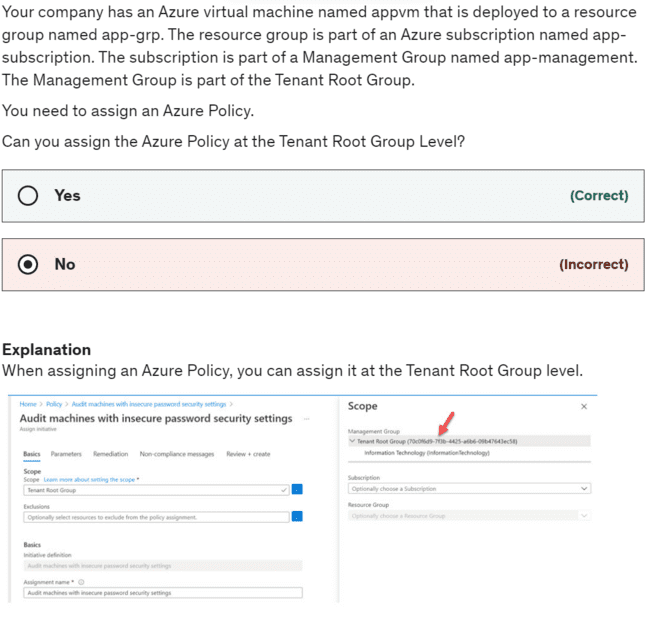 Your company has an Azure virtual machine named appvm that is deployed to a resource
group named app-grp. The resource group is part of an Azure subscription named app-
subscription. The subscription is part of a Management Group named app-management.
The Management Group is part of the Tenant Root Group.
You need to assign an Azure Policy.
Can you assign the Azure Policy at the Tenant Root Group Level?
Yes (Correct)
No (Incorrect)
Explanation
When assigning an Azure Policy, you can assign it at the Tenant Root Group level.
Home > Policy > Audit machines with insecure password security settings >
Audit machines with insecure password security settings ...
Assign initiative
Basics Parameters Remediation Non-compliance messages Review + create
Scope
Scope Learn more about setting the scope *
Tenant Root Group
Exclusions
Optionally select resources to exclude from the policy assignment.
Basics
Initiative definition
Audit machines with insecure password security settings
Assignment name *
Audit machines with insecure password security settings
Scope
Management Group
Tenant Root Group
Information Technology (InformationTechnology)
Subscription
Optionally choose a Subscription
Resource Group
Optionally choose a Resource Group